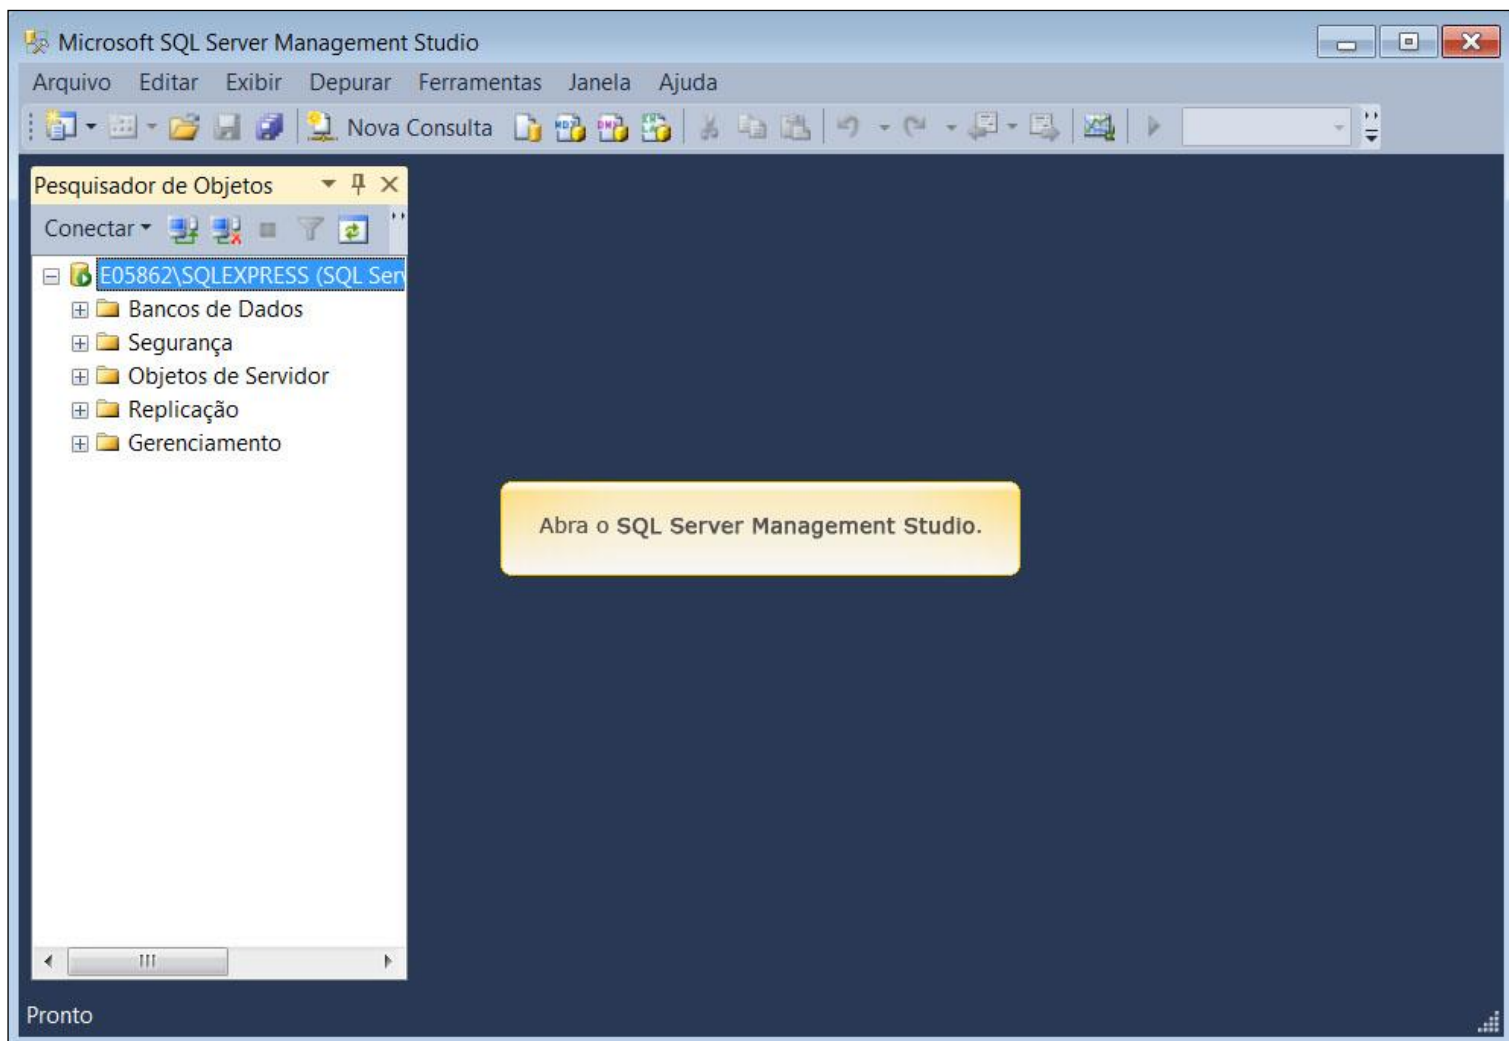 Microsoft SQL Server Management Studio
Arquivo Editar Exibir Depurar Ferramentas Janela Ajuda
Nova Consulta
Pesquisador de Objetos
Conectar
E05862\SQLEXPRESS (SQL Serv
Bancos de Dados
Segurança
Objetos de Servidor
Replicação
Gerenciamento
Abra o SQL Server Management Studio.
Pronto